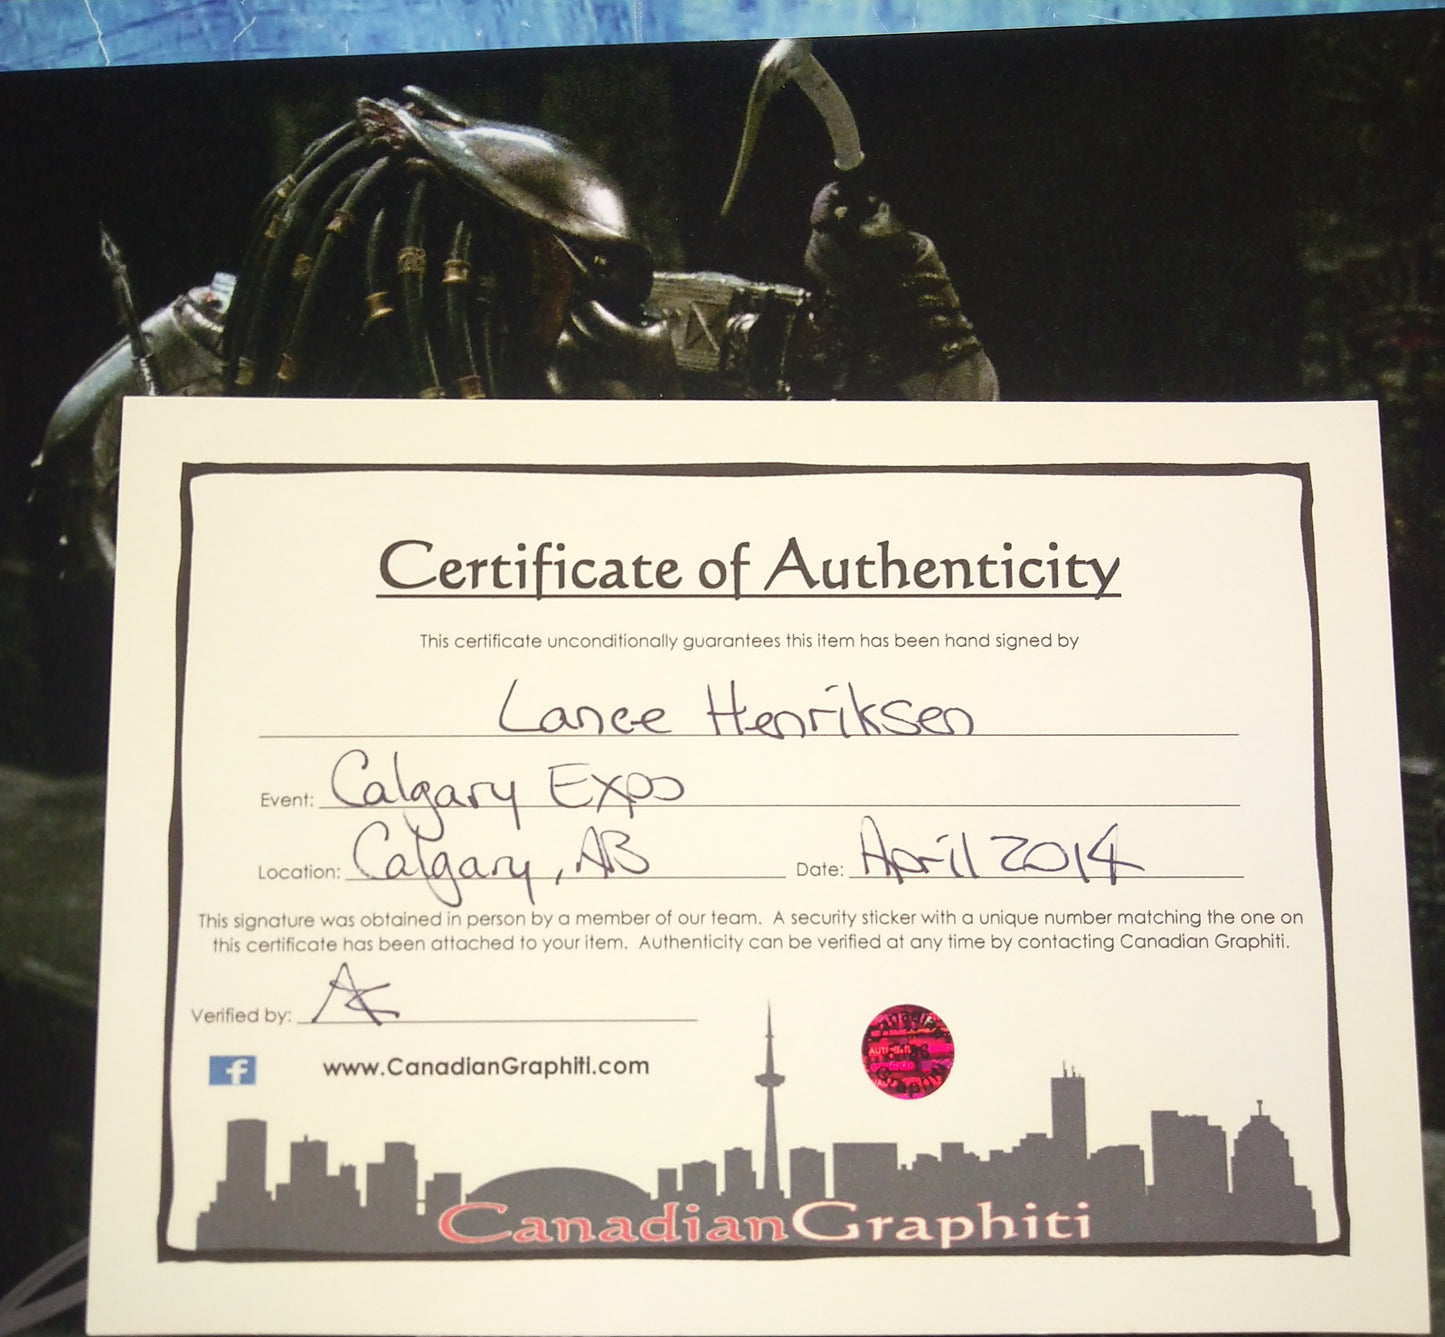 Certificate of Authenticity
This certificate unconditionally guarantees this item has been hand signed by
Lance Henriksen
Event: Calgary Expo
Location: Calgary, AB Date: April 2014
This signature was obtained in person by a member of our team. A security sticker with a unique number matching the one on
this certificate has been attached to your item. Authenticity can be verified at any time by contacting Canadian Graphiti.
Verified by:
f www.CanadianGraphiti.com
Canadian
Graphiti
CanadianGraphiti